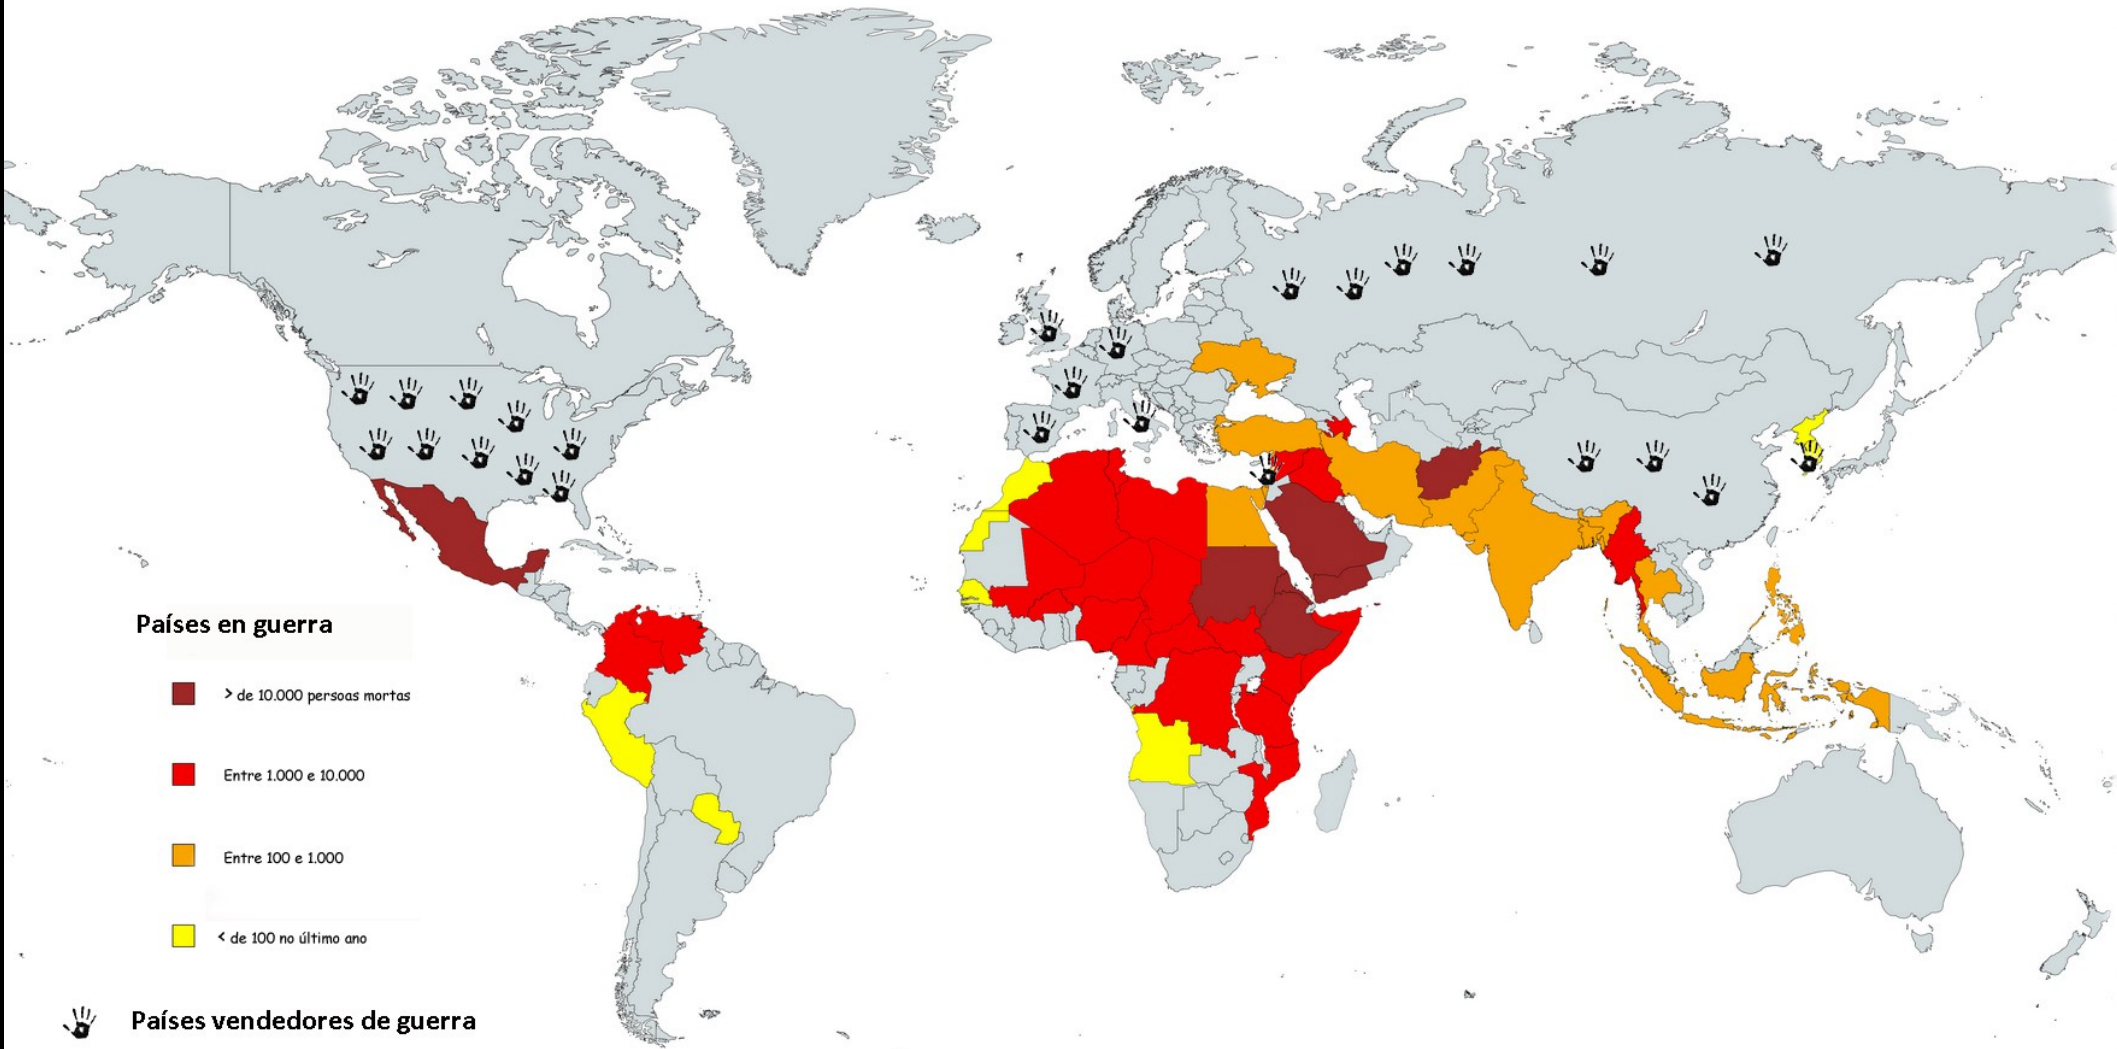 Países en guerra
> de 10.000 persoas mortas
Entre 1.000 e 10.000
Entre 100 e 1.000
< de 100 no último ano
Países vendedores de guerra